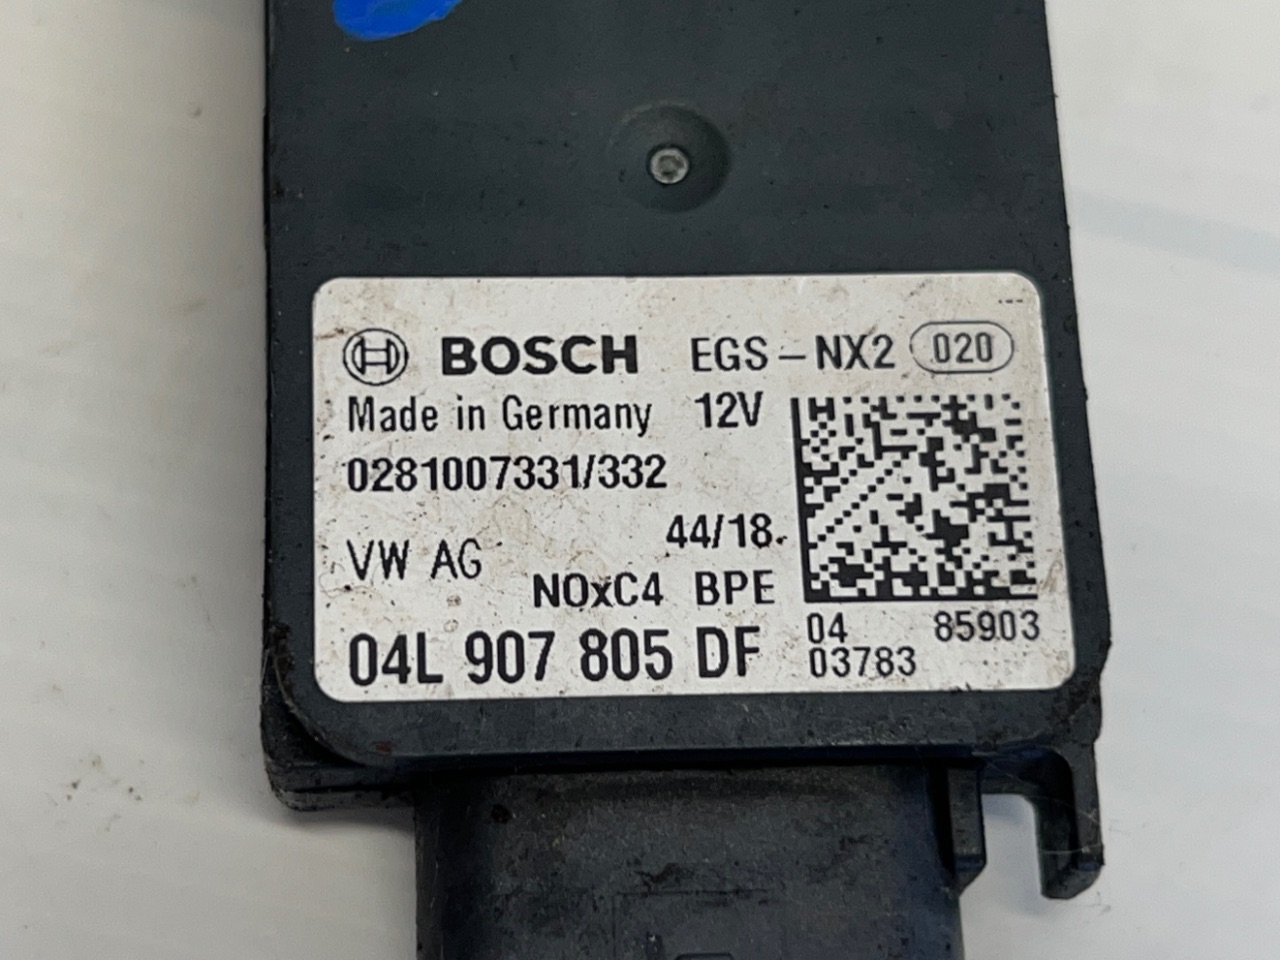 BOSCH EGS-NX2 020
Made in Germany 12V
0281007331/332
44/18.
VW AG
NOxC4 BPE
04L 907 805 DF
04 85903
03783